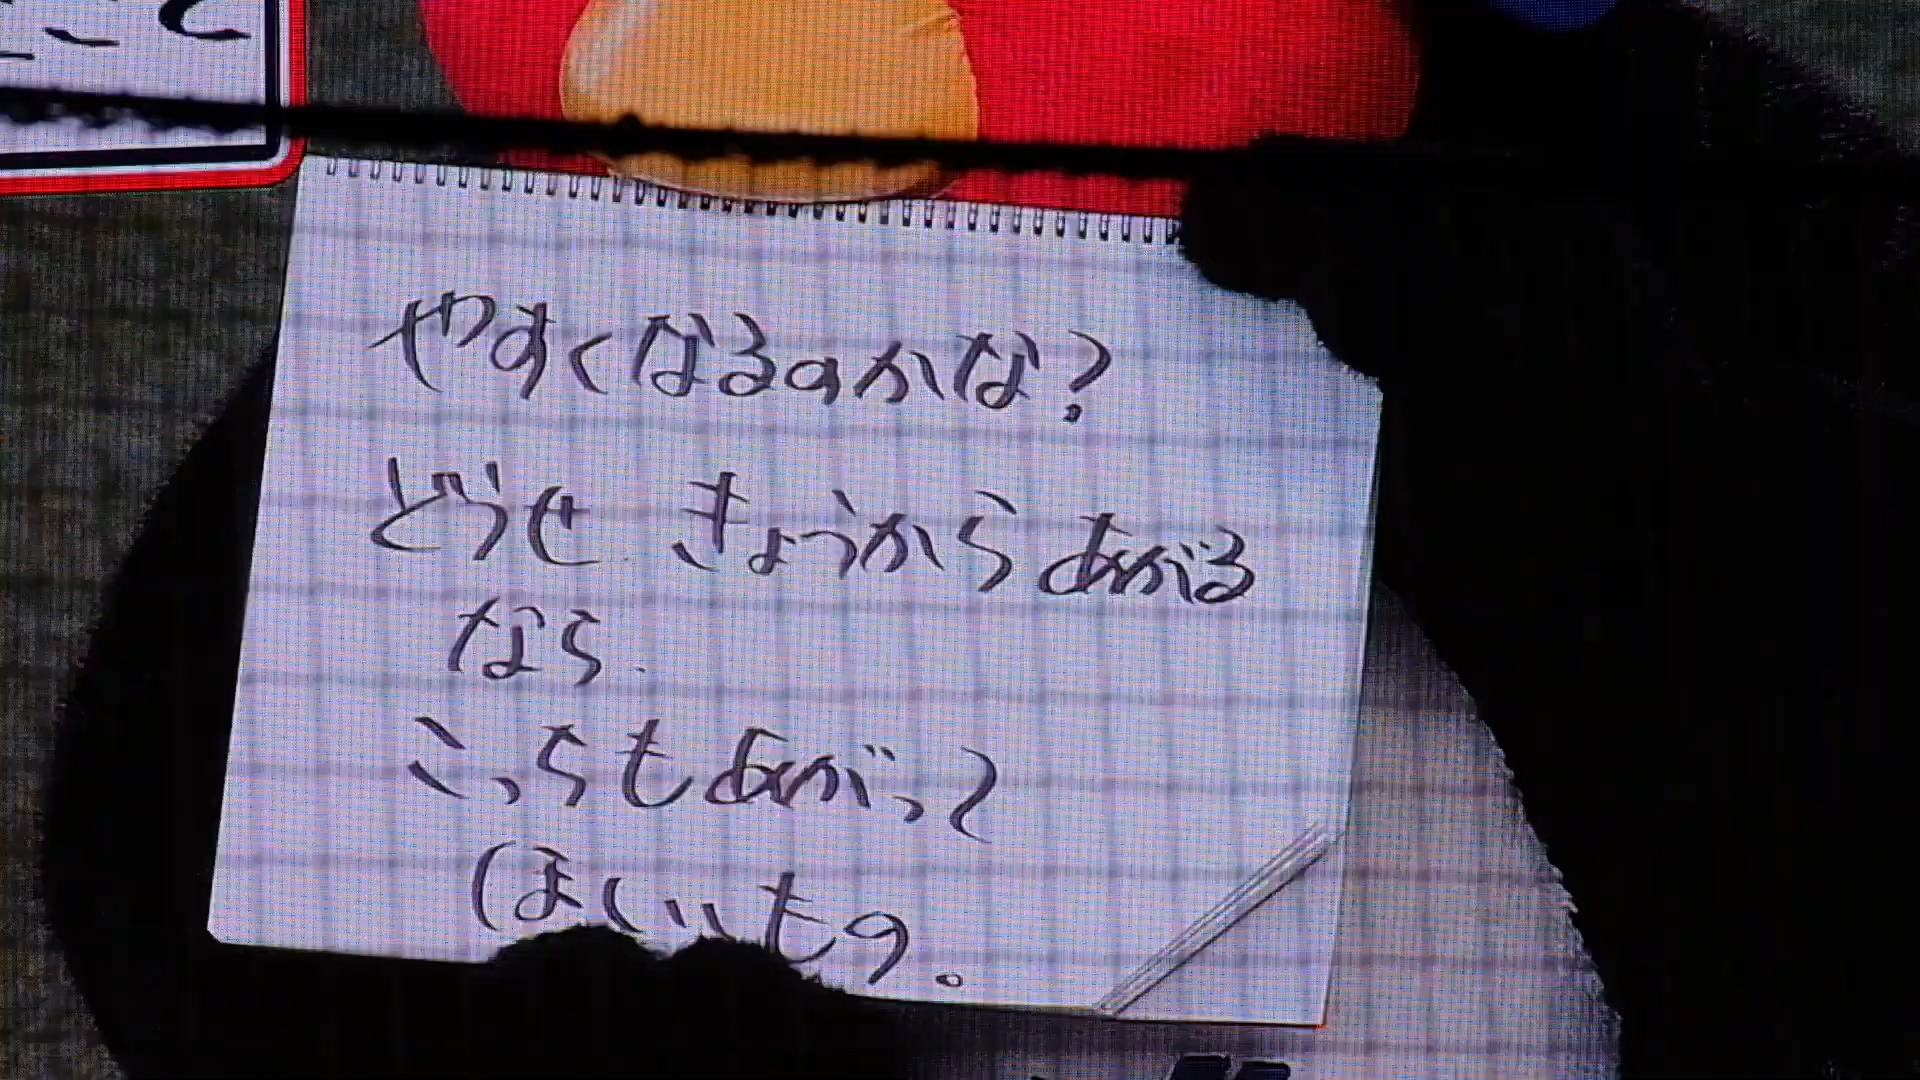 やすくなるのかな?
どうせ きょうから あがる
なら、
こっちもあがって
ほしいもの。